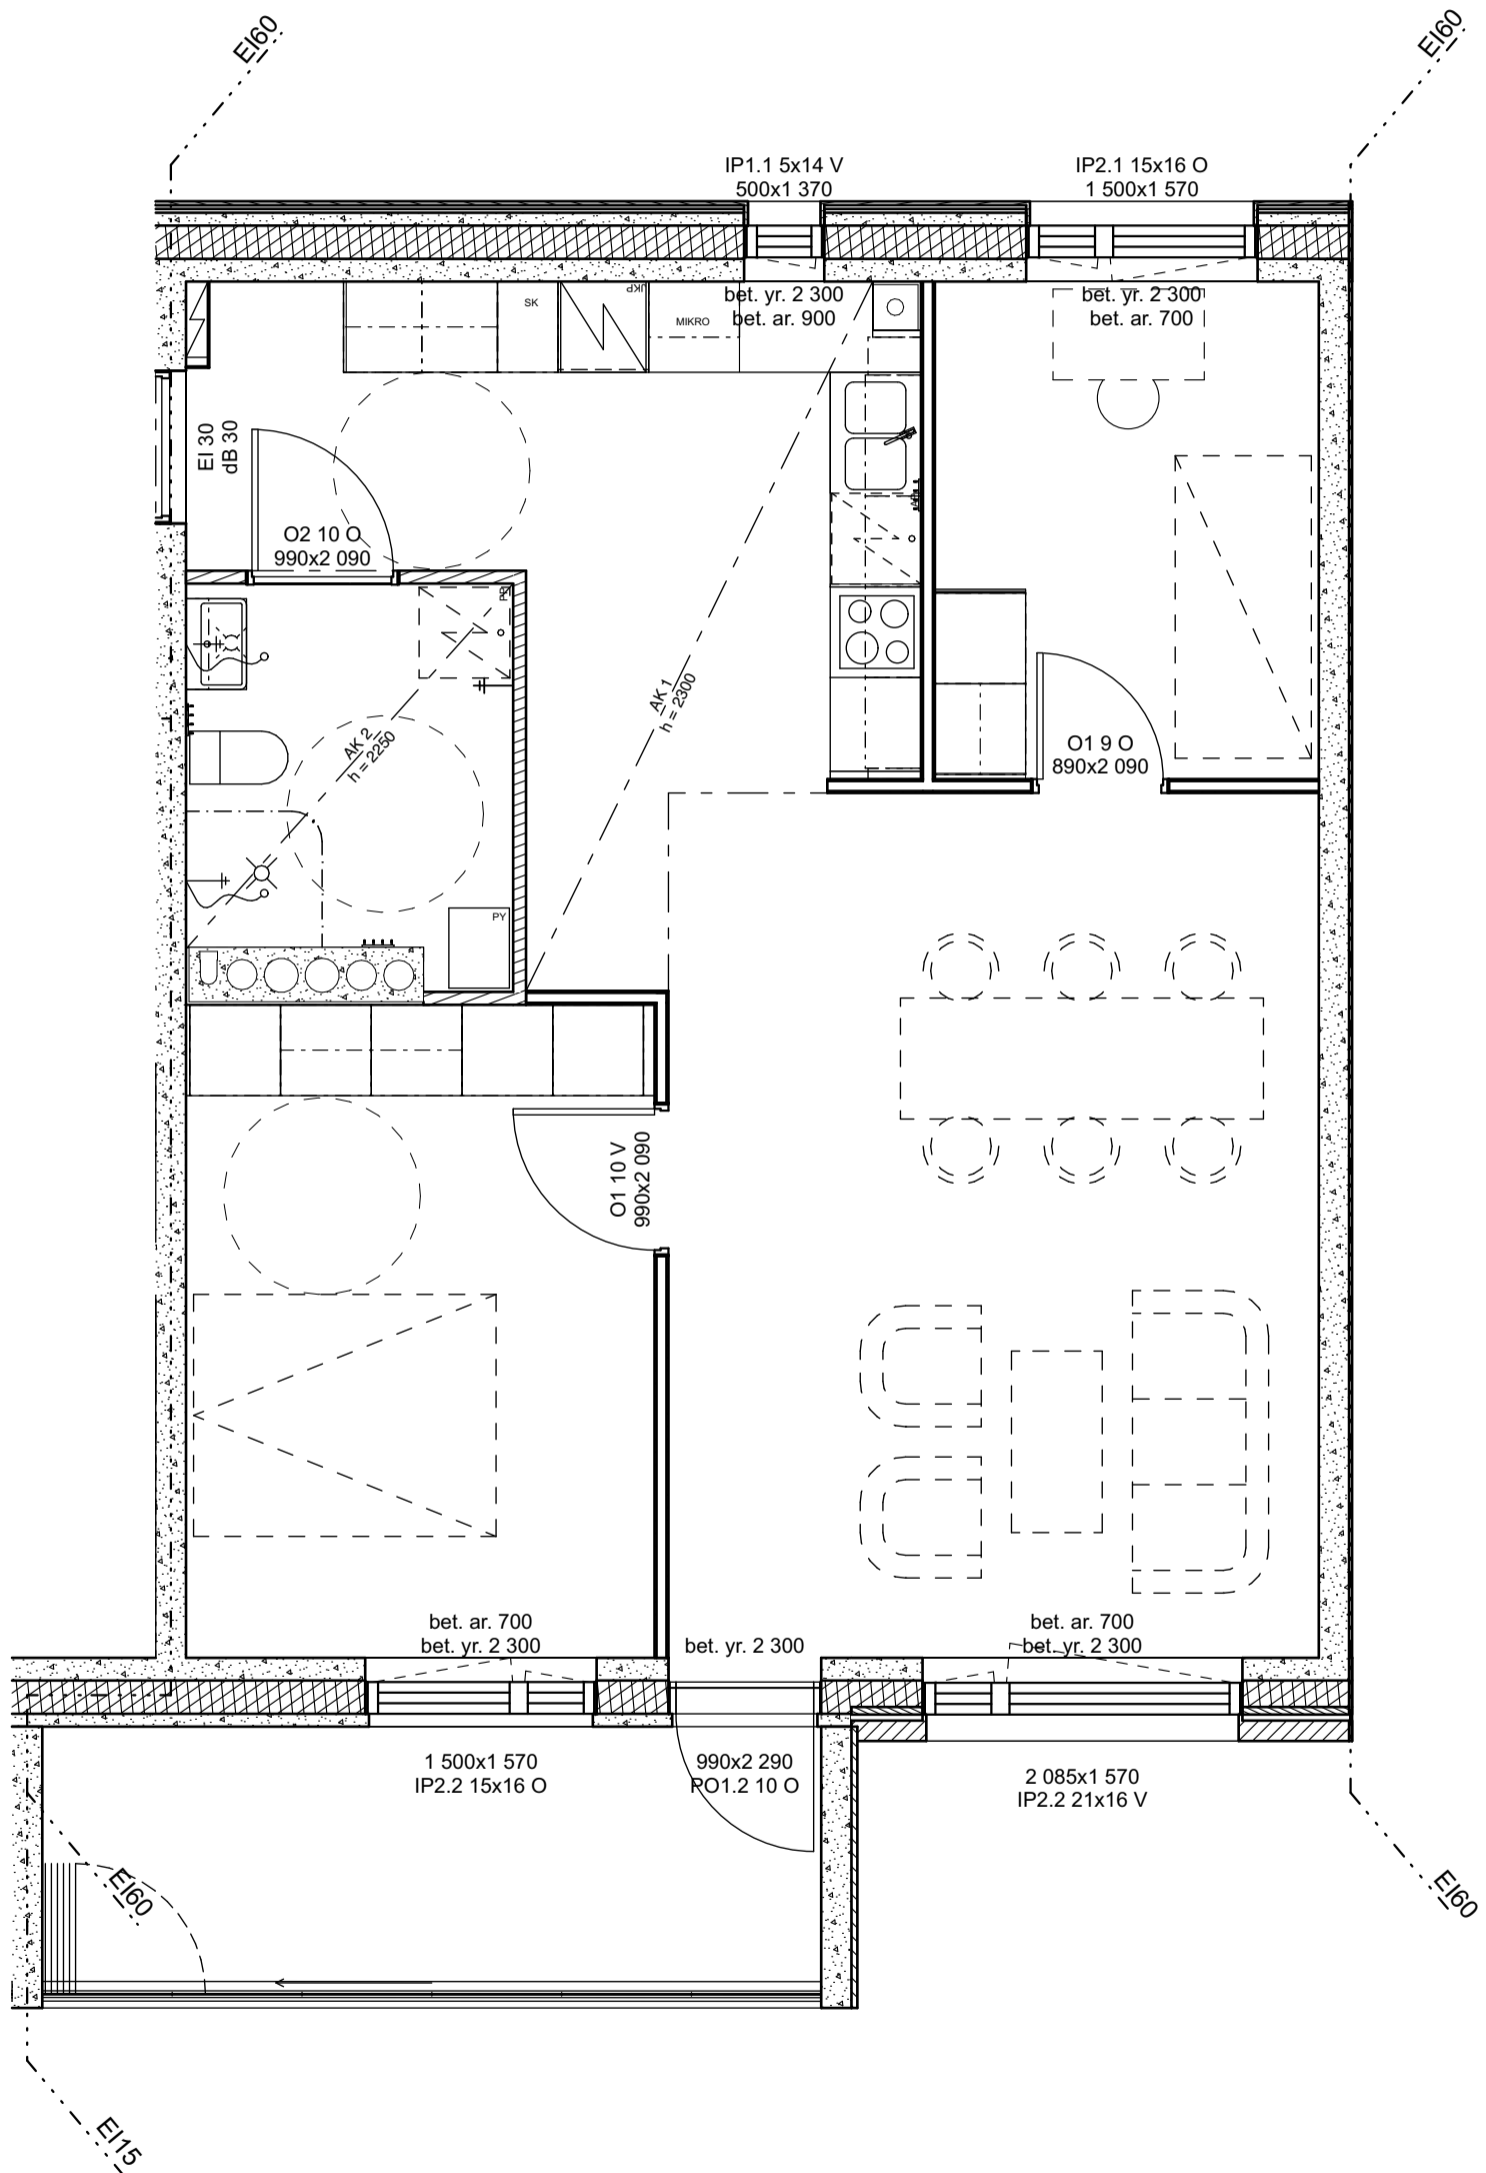 EI60
EI60
IP1.1 5x14 V
500x1 370
IP2.1 15x16 O
1 500x1 570
bet. yr. 2 300
bet. ar. 900
bet. yr. 2 300
bet. ar. 700
SK
JKP
MIKRO
EI 30
dB 30
O2 10 O
990x2 090
AK 1
h = 2300
AK 2
h = 2250
O1 9 O
890x2 090
PY
O1 10 V
990x2 090
bet. ar. 700
bet. yr. 2 300
bet. yr. 2 300
bet. ar. 700
bet. yr. 2 300
1 500x1 570
IP2.2 15x16 O
990x2 290
PO1.2 10 O
2 085x1 570
IP2.2 21x16 V
EI60
EI60
EI15